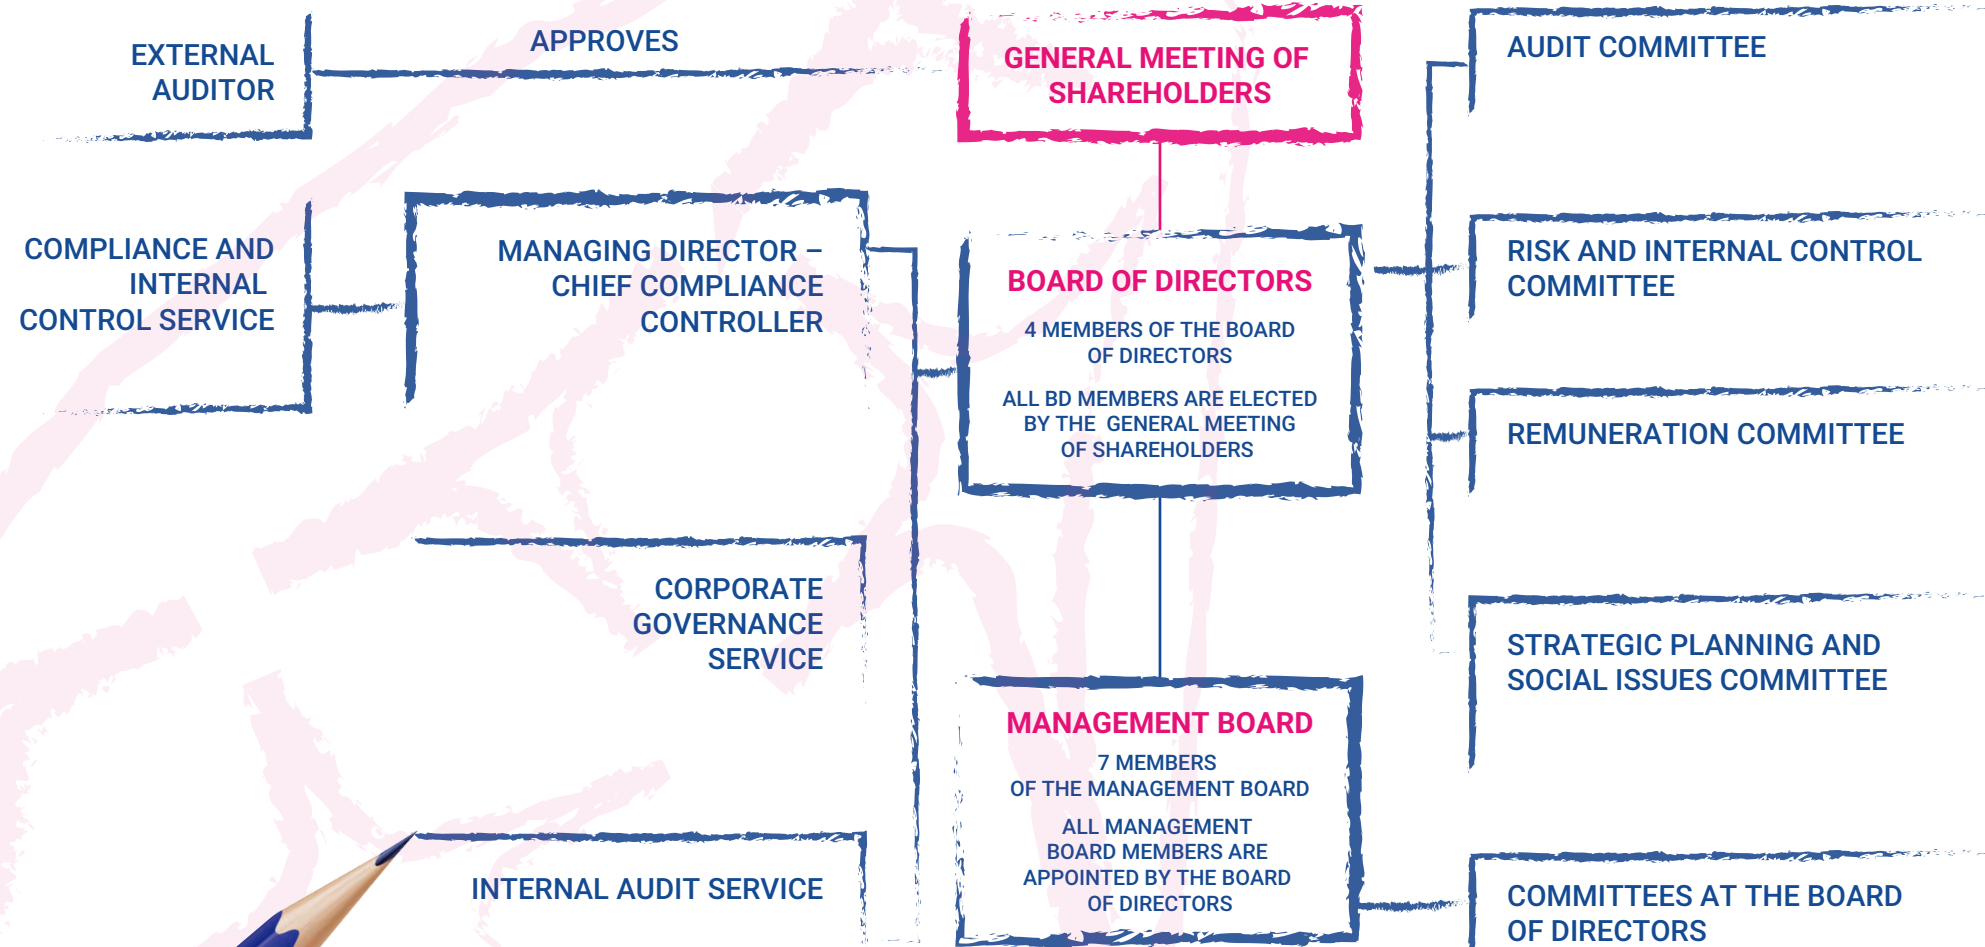 EXTERNAL
AUDITOR
APPROVES
GENERAL MEETING OF
SHAREHOLDERS
AUDIT COMMITTEE
COMPLIANCE AND
INTERNAL
CONTROL SERVICE
MANAGING DIRECTOR –
CHIEF COMPLIANCE
CONTROLLER
BOARD OF DIRECTORS
4 MEMBERS OF THE BOARD
OF DIRECTORS
ALL BD MEMBERS ARE ELECTED
BY THE GENERAL MEETING
OF SHAREHOLDERS
RISK AND INTERNAL CONTROL
COMMITTEE
REMUNERATION COMMITTEE
CORPORATE
GOVERNANCE
SERVICE
STRATEGIC PLANNING AND
SOCIAL ISSUES COMMITTEE
MANAGEMENT BOARD
7 MEMBERS
OF THE MANAGEMENT BOARD
ALL MANAGEMENT
BOARD MEMBERS ARE
APPOINTED BY THE BOARD
OF DIRECTORS
INTERNAL AUDIT SERVICE
COMMITTEES AT THE BOARD
OF DIRECTORS